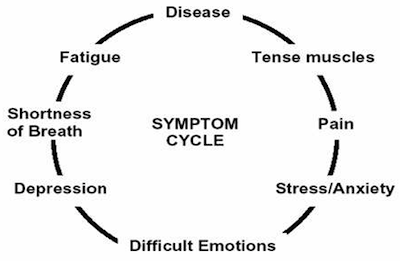 Disease
Fatigue
Tense muscles
Shortness
of Breath
SYMPTOM
CYCLE
Pain
Depression
Stress/Anxiety
Difficult Emotions